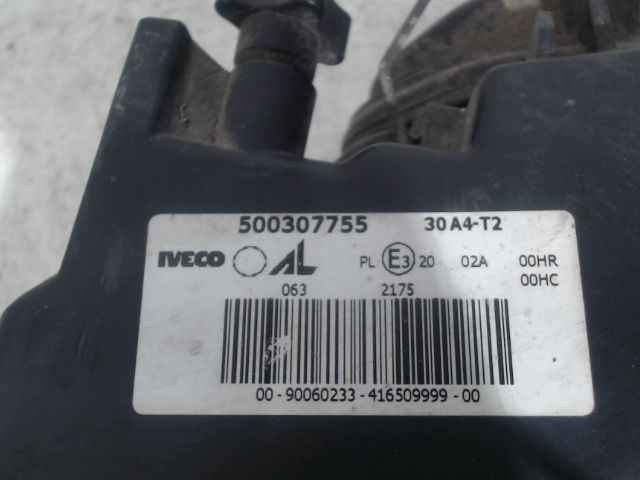 500307755 30 A4-T2
IVECO AL PL E3 20 02A 00HR
00HC
063 2175
00 - 90060233 - 416509999 - 00